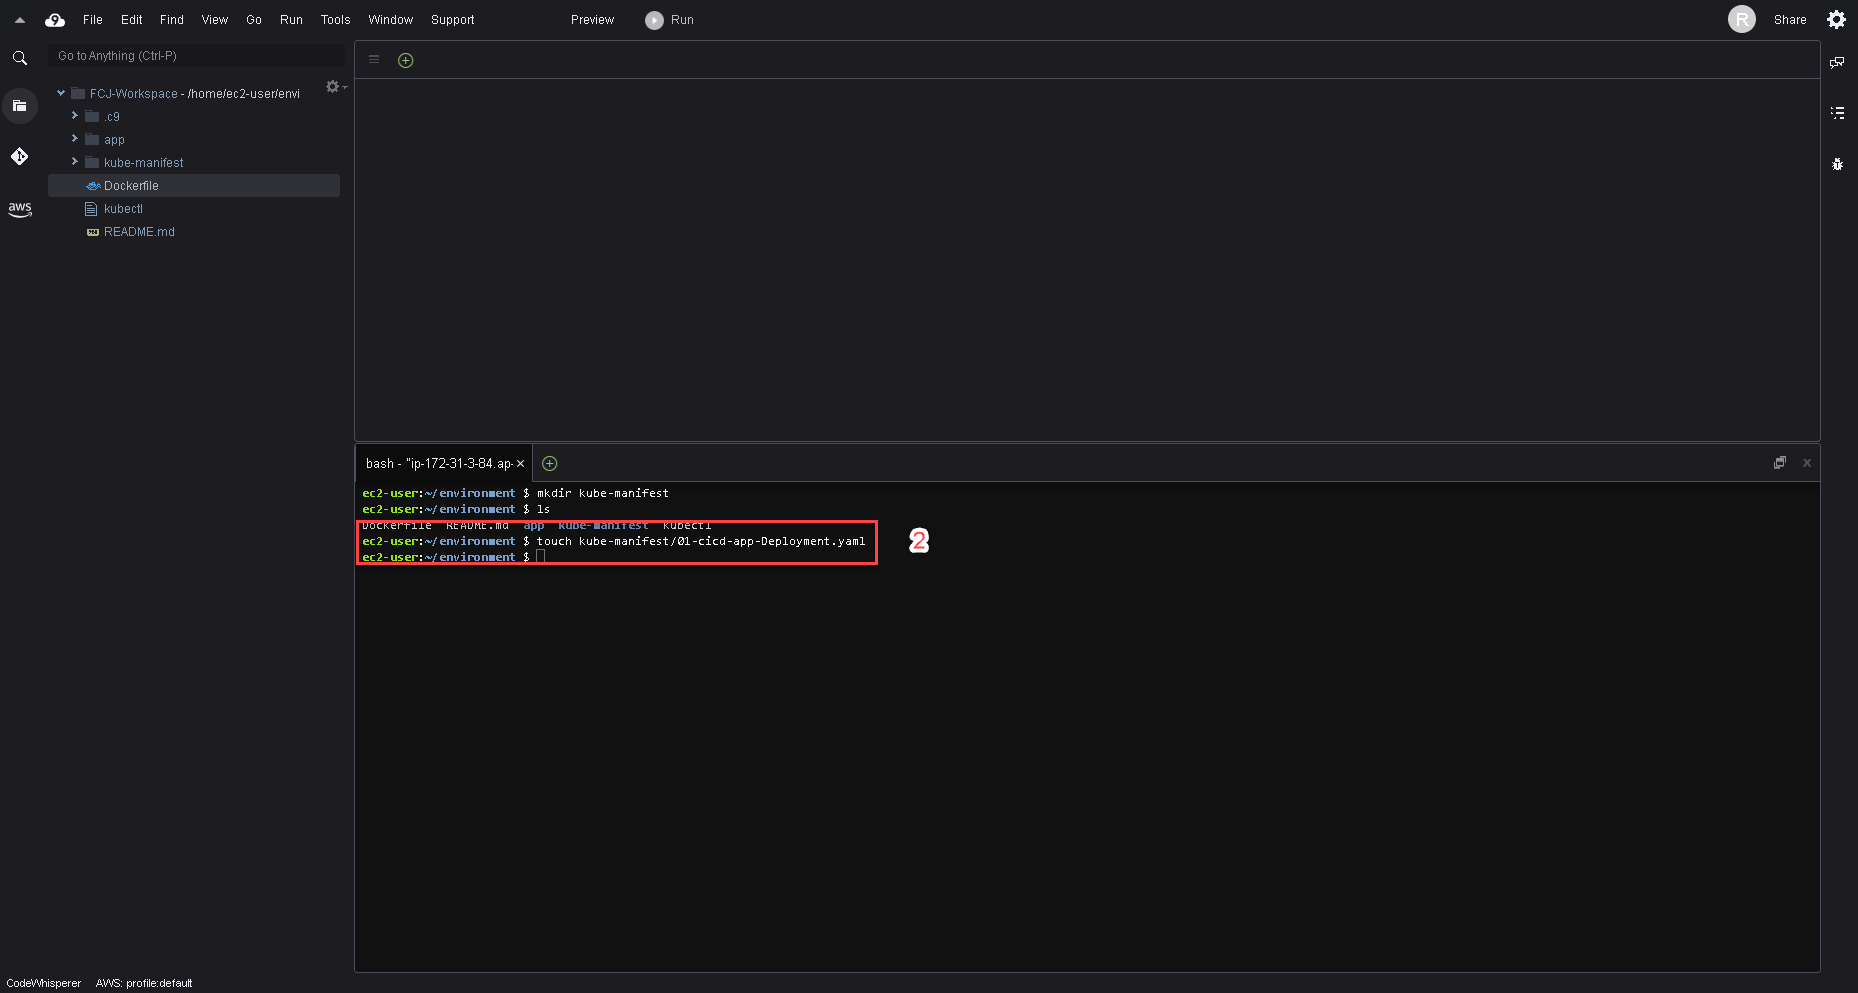 9 File Edit Find View Go Run Tools Window Support Preview Run R Share
Go to Anything (Ctrl-P)
FCJ-Workspace - /home/ec2-user/envi
.c9
app
kube-manifest
Dockerfile
kubectl
README.md
aws
bash - "ip-172-31-3-84.ap-
ec2-user:~/environment $ mkdir kube-manifest
ec2-user:~/environment $ ls
Dockerfile README.md app kube-manifest kubectl
ec2-user:~/environment $ touch kube-manifest/01-cicd-app-Deployment.yaml
ec2-user:~/environment $
2
CodeWhisperer AWS: profile:default